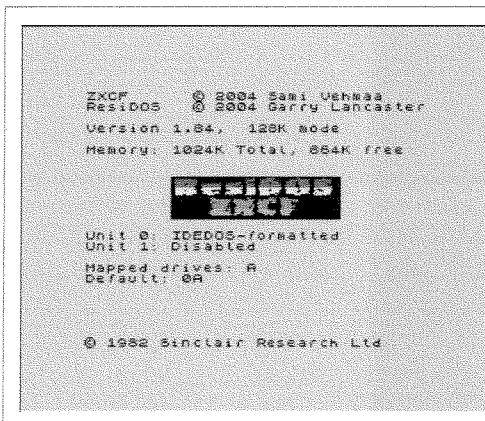 ZXCF © 2004 Sami Vehmaa
ResiDOS © 2004 Garry Lancaster
Version 1.84, 128K mode
Memory: 1024K Total, 864K free
ResiDOS
ZXCF
Unit 0: IDEDOS-formatted
Unit 1: Disabled
Mapped drives: A
Default: 0A
© 1982 Sinclair Research Ltd